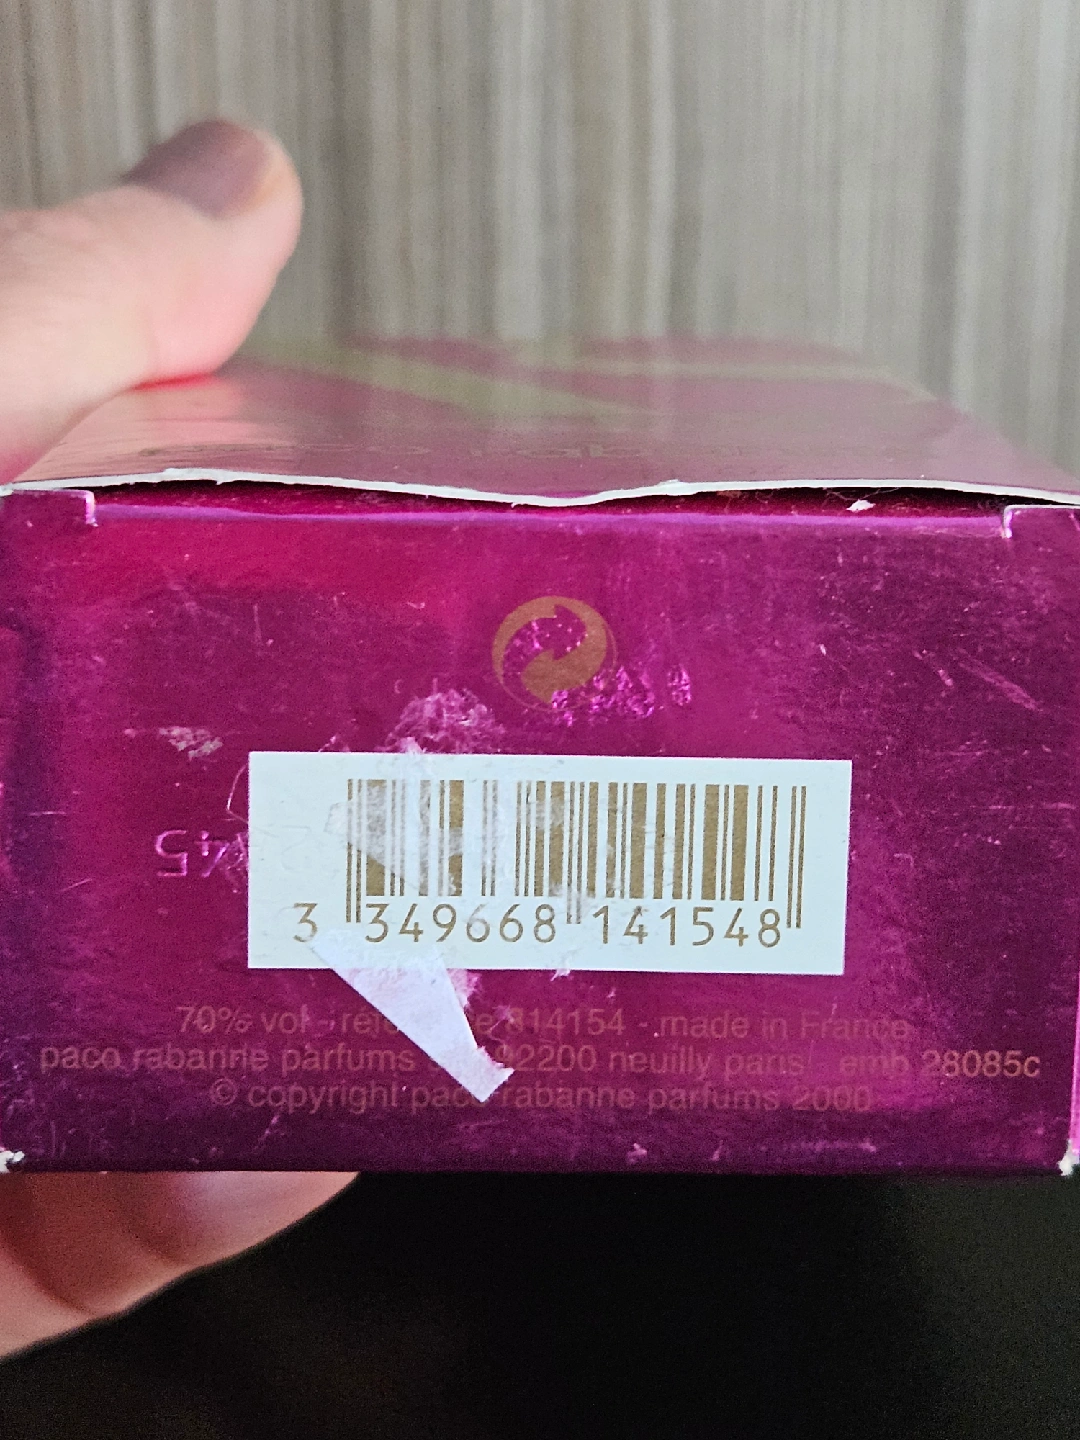 3 349668 141548
70% vol - 814154 - made in France
paco rabanne parfums 92200 neuilly paris emb 28085c
© copyright paco rabanne parfums 2000